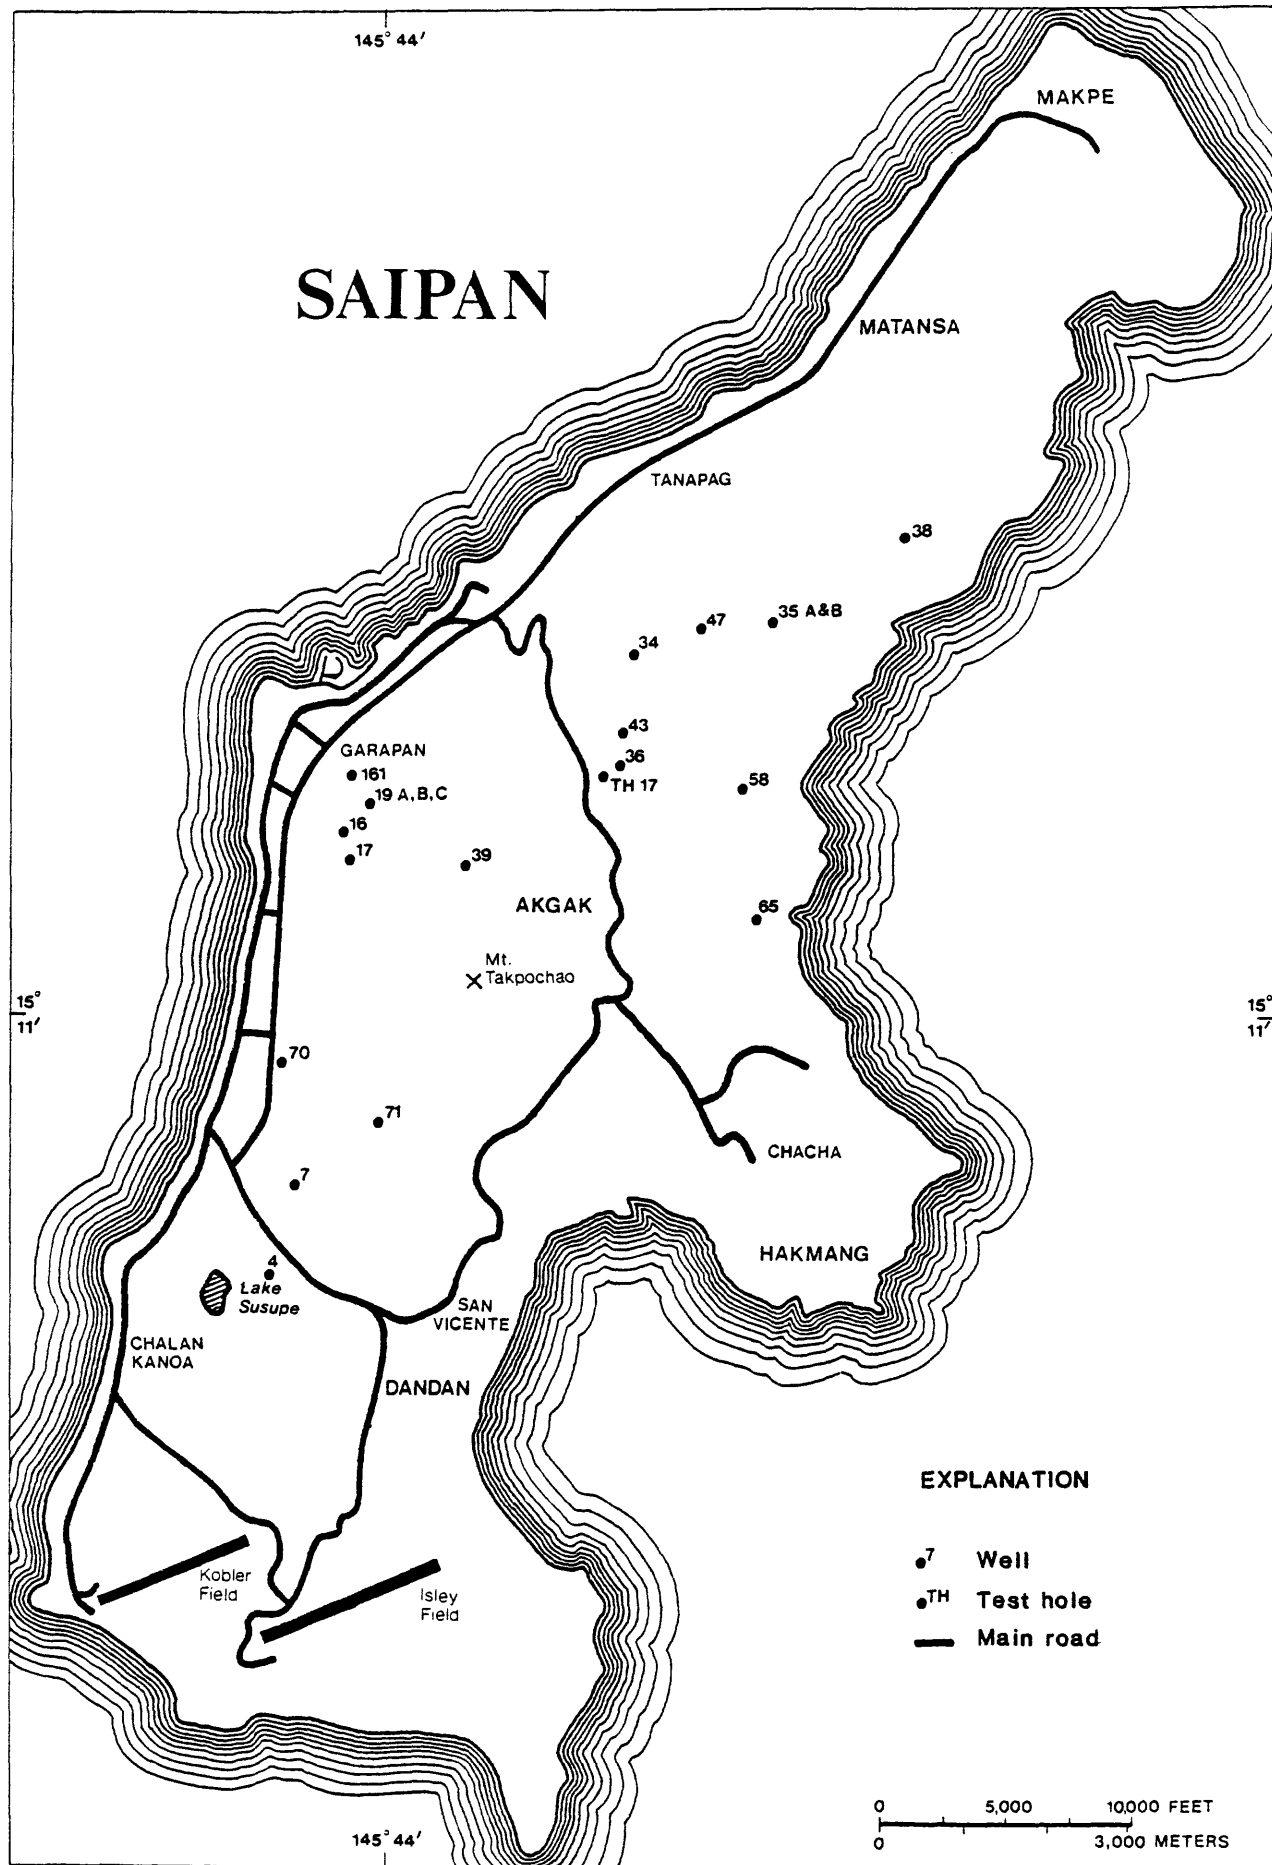 145° 44'
MAKPE
SAIPAN
MATANSA
TANAPAG
38
47
35 A&B
34
43
GARAPAN
36
161
TH 17
58
19 A, B, C
16
17
39
AKGAK
65
Mt.
Takpochao
15°
11'
15°
11'
70
71
CHACHA
7
HAKMANG
4
Lake
Susupe
SAN
VICENTE
CHALAN
KANOA
DANDAN
EXPLANATION
7 Well
Kobler
Field
Isley
Field
TH Test hole
Main road
0 5,000 10,000 FEET
0 3,000 METERS
145° 44'